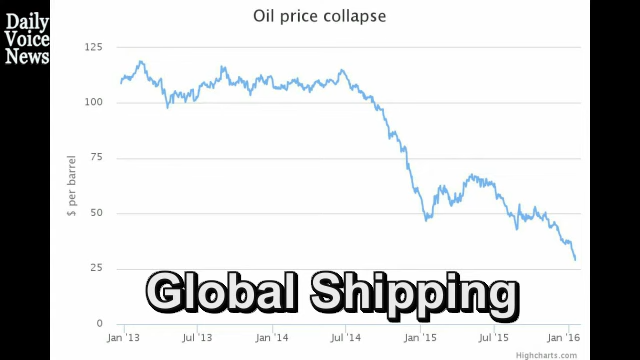 Daily
Voice
News
Oil price collapse
125
100
75
50
25
0
$ per barrel
Global Shipping
Jan '13 Jul '13 Jan '14 Jul '14 Jan '15 Jul '15 Jan '16
Highcharts.com